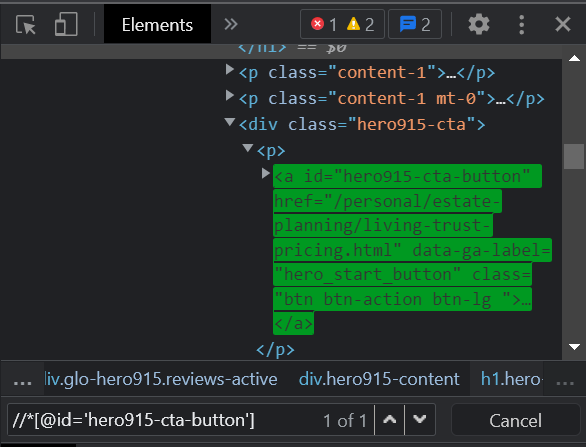 Elements
1
2
2
</h1> == $0
<p class="content-1">…</p>
<p class="content-1 mt-0">…</p>
<div class="hero915-cta">
<p>
<a id="hero915-cta-button"
href="/personal/estate-
planning/living-trust-
pricing.html" data-ga-label=
"hero_start_button" class=
"btn btn-action btn-lg ">…
</a>
</p>
... div.glo-hero915.reviews-active div.hero915-content h1.hero- ...
//*[@id='hero915-cta-button'] 1 of 1 Cancel